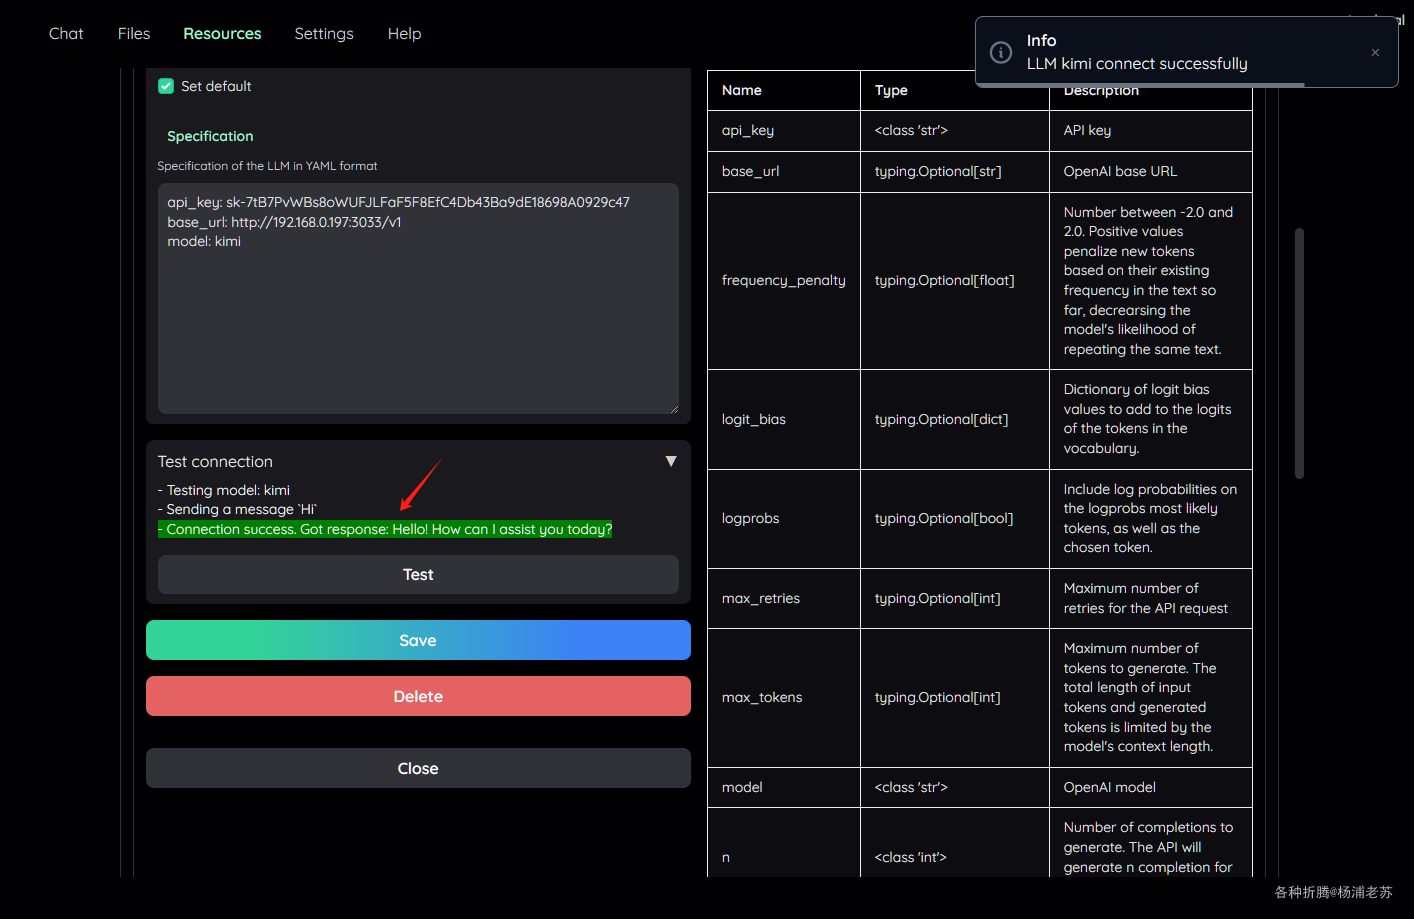 Chat
Files
Resources
Settings
Help
Info
LLM kimi connect successfully
Set default
Specification
Specification of the LLM in YAML format
api_key: sk-7tB7PvWBs8oWUFJLFaF5F8EfC4Db43Ba9dE18698A0929c47
base_url: http://192.168.0.197:3033/v1
model: kimi
Test connection
- Testing model: kimi
- Sending a message `Hi`
- Connection success. Got response: Hello! How can I assist you today?
Test
Save
Delete
Close
Name
Type
Description
api_key
<class 'str'>
API key
base_url
typing.Optional[str]
OpenAI base URL
frequency_penalty
typing.Optional[float]
Number between -2.0 and
2.0. Positive values
penalize new tokens
based on their existing
frequency in the text so
far, decrearsing the
model's likelihood of
repeating the same text.
logit_bias
typing.Optional[dict]
Dictionary of logit bias
values to add to the logits
of the tokens in the
vocabulary.
logprobs
typing.Optional[bool]
Include log probabilities on
the logprobs most likely
tokens, as well as the
chosen token.
max_retries
typing.Optional[int]
Maximum number of
retries for the API request
max_tokens
typing.Optional[int]
Maximum number of
tokens to generate. The
total length of input
tokens and generated
tokens is limited by the
model's context length.
model
<class 'str'>
OpenAI model
n
<class 'int'>
Number of completions to
generate. The API will
generate n completion for
各种折腾@杨浦老苏